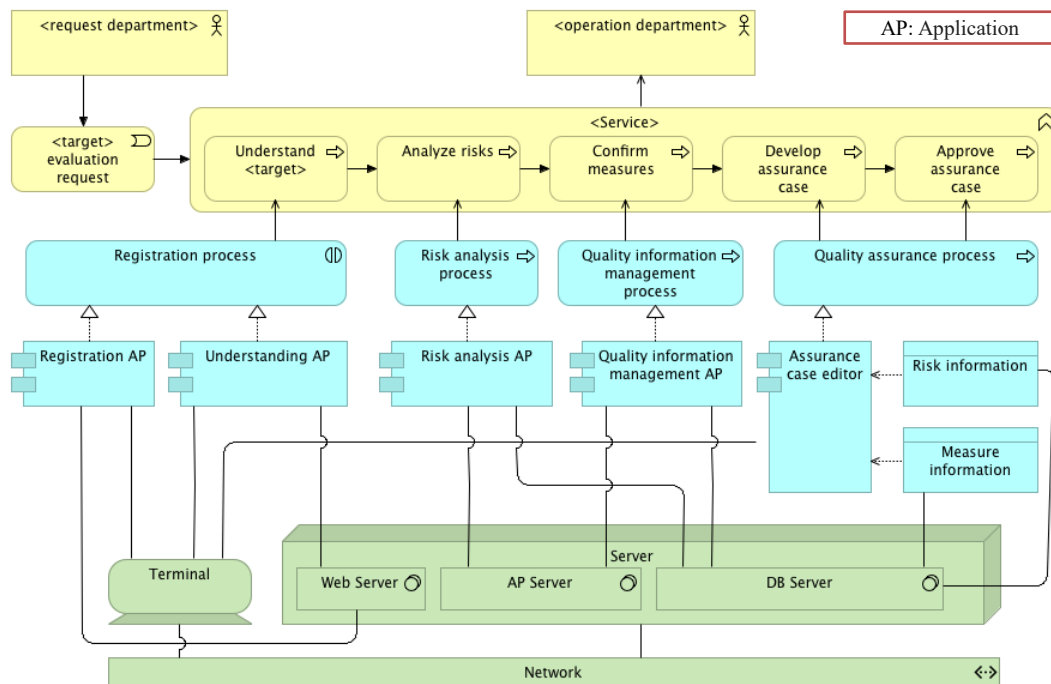 <request department>
<operation department>
AP: Application
<Service>
<target>
evaluation
request
Understand
<target>
Analyze risks
Confirm
measures
Develop
assurance
case
Approve
assurance
case
Registration process
Risk analysis
process
Quality information
management
process
Quality assurance process
Registration AP
Understanding AP
Risk analysis AP
Quality information
management AP
Assurance
case editor
Risk information
Measure
information
Server
Terminal
Web Server
AP Server
DB Server
Network